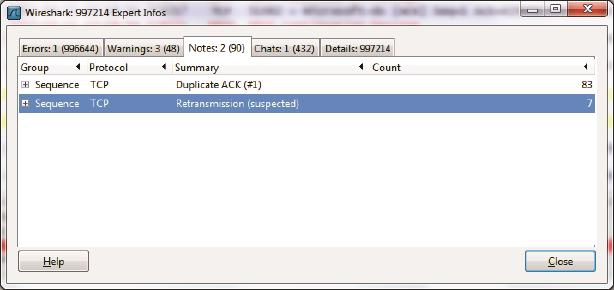 Wireshark: 997214 Expert Infos
Errors: 1 (996644) Warnings: 3 (48) Notes: 2 (90) Chats: 1 (432) Details: 997214
Group Protocol Summary Count
Sequence TCP Duplicate ACK (#1) 83
Sequence TCP Retransmission (suspected) 7
Help Close